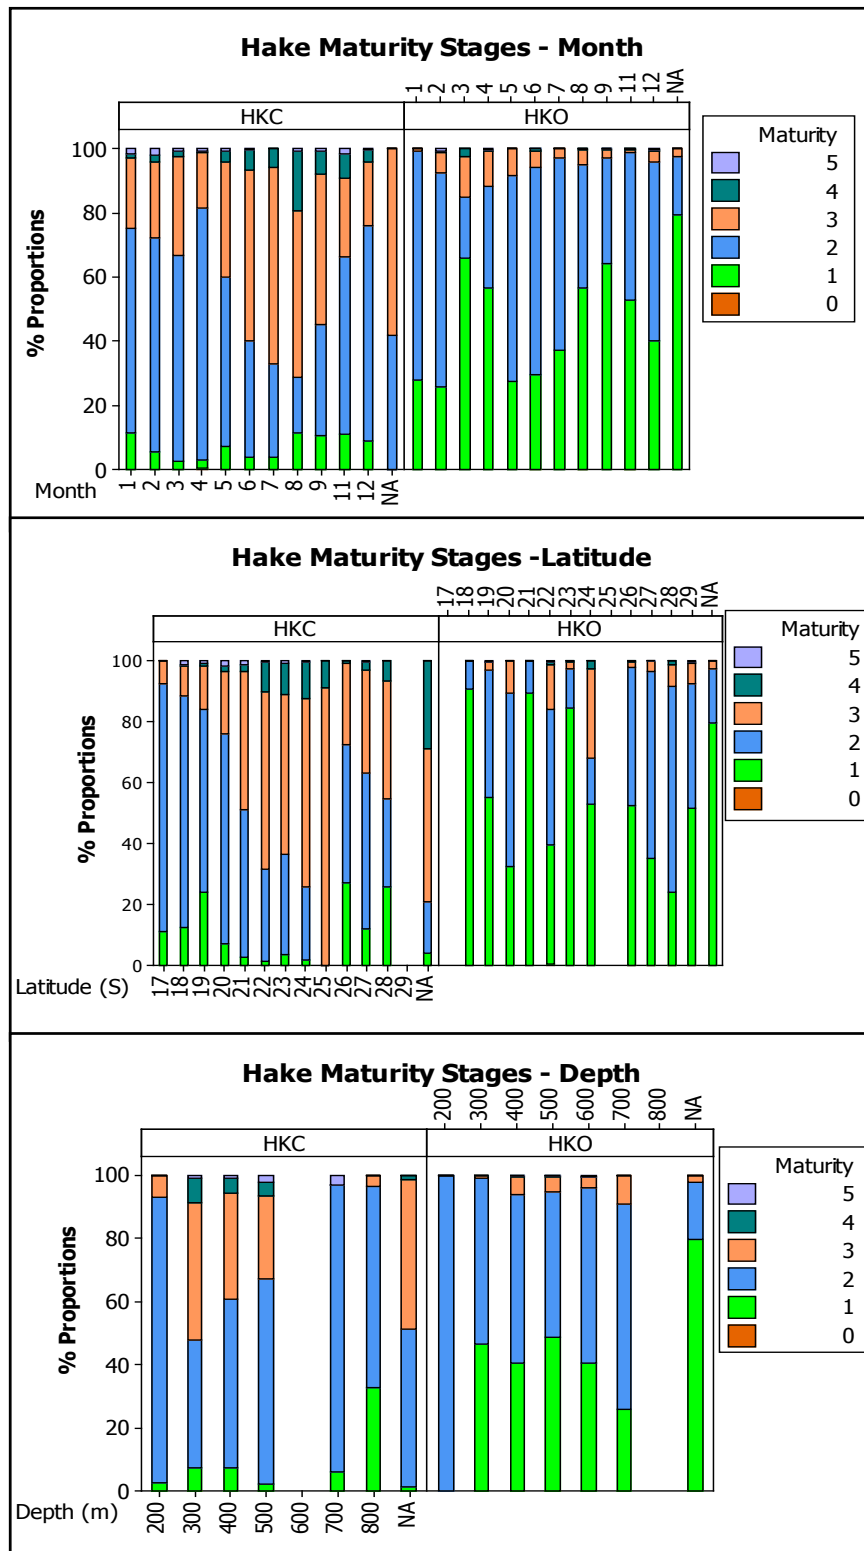 Hake Maturity Stages - Month
1 2 3 4 5 6 7 8 9 11 12 NA
HKC HKO
% Proportions
100
80
60
40
20
0
Month 1 2 3 4 5 6 7 8 9 11 12 NA
Maturity
5
4
3
2
1
0
Hake Maturity Stages -Latitude
17 18 19 20 21 22 23 24 25 26 27 28 29 NA
HKC HKO
% Proportions
100
80
60
40
20
0
Latitude (S) 17 18 19 20 21 22 23 24 25 26 27 28 29 NA
Maturity
5
4
3
2
1
0
Hake Maturity Stages - Depth
200 300 400 500 600 700 800 NA
HKC HKO
% Proportions
100
80
60
40
20
0
Depth (m) 200 300 400 500 600 700 800 NA
Maturity
5
4
3
2
1
0